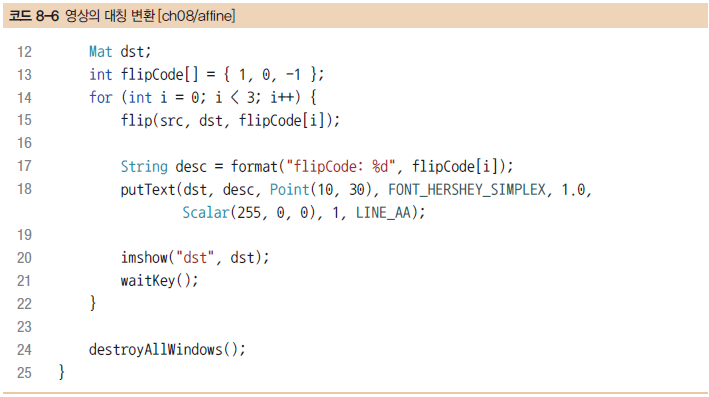 코드 8-6 영상의 대칭 변환 [ch08/affine]
12 Mat dst;
13 int flipCode[] = { 1, 0, -1 };
14 for (int i = 0; i < 3; i++) {
15 flip(src, dst, flipCode[i]);
16
17 String desc = format("flipCode: %d", flipCode[i]);
18 putText(dst, desc, Point(10, 30), FONT_HERSHEY_SIMPLEX, 1.0,
Scalar(255, 0, 0), 1, LINE_AA);
19
20 imshow("dst", dst);
21 waitKey();
22 }
23
24 destroyAllWindows();
25 }